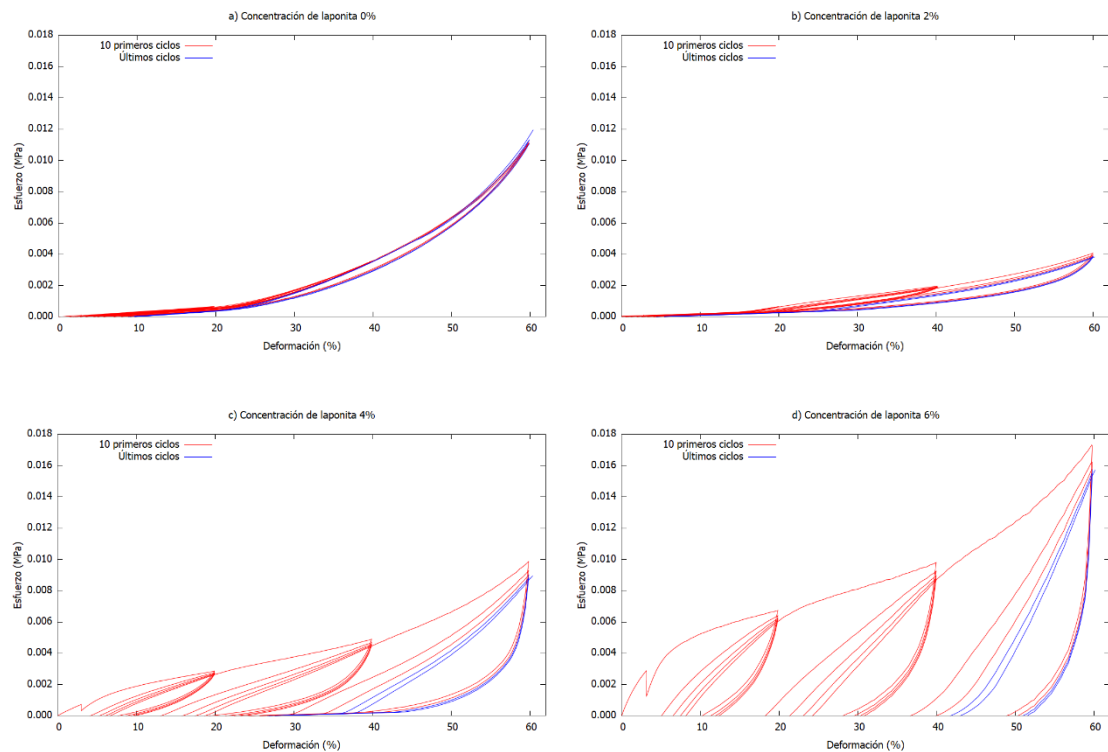 a) Concentración de laponita 0%
10 primeros ciclos
Últimos ciclos
Esfuerzo (MPa)
0.018
0.016
0.014
0.012
0.010
0.008
0.006
0.004
0.002
0.000
0 10 20 30 40 50 60
Deformación (%)
b) Concentración de laponita 2%
10 primeros ciclos
Últimos ciclos
Esfuerzo (MPa)
0.018
0.016
0.014
0.012
0.010
0.008
0.006
0.004
0.002
0.000
0 10 20 30 40 50 60
Deformación (%)
c) Concentración de laponita 4%
10 primeros ciclos
Últimos ciclos
Esfuerzo (MPa)
0.018
0.016
0.014
0.012
0.010
0.008
0.006
0.004
0.002
0.000
0 10 20 30 40 50 60
Deformación (%)
d) Concentración de laponita 6%
10 primeros ciclos
Últimos ciclos
Esfuerzo (MPa)
0.018
0.016
0.014
0.012
0.010
0.008
0.006
0.004
0.002
0.000
0 10 20 30 40 50 60
Deformación (%)